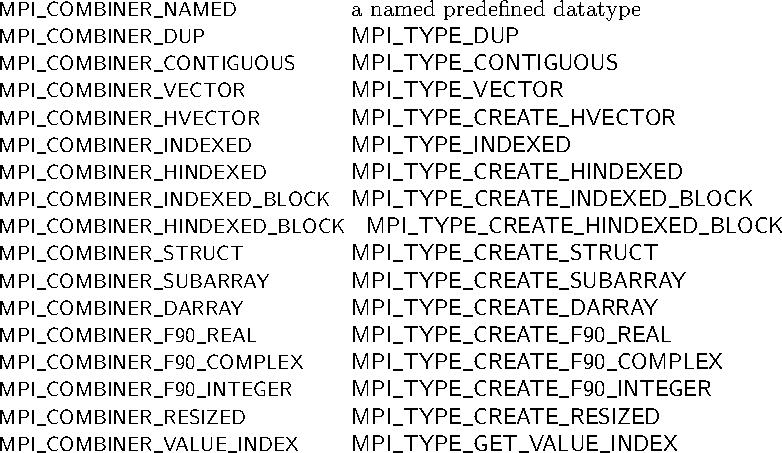 MPI_COMBINER_NAMED a named predefined datatype
MPI_COMBINER_DUP MPI_TYPE_DUP
MPI_COMBINER_CONTIGUOUS MPI_TYPE_CONTIGUOUS
MPI_COMBINER_VECTOR MPI_TYPE_VECTOR
MPI_COMBINER_HVECTOR MPI_TYPE_CREATE_HVECTOR
MPI_COMBINER_INDEXED MPI_TYPE_INDEXED
MPI_COMBINER_HINDEXED MPI_TYPE_CREATE_HINDEXED
MPI_COMBINER_INDEXED_BLOCK MPI_TYPE_CREATE_INDEXED_BLOCK
MPI_COMBINER_HINDEXED_BLOCK MPI_TYPE_CREATE_HINDEXED_BLOCK
MPI_COMBINER_STRUCT MPI_TYPE_CREATE_STRUCT
MPI_COMBINER_SUBARRAY MPI_TYPE_CREATE_SUBARRAY
MPI_COMBINER_DARRAY MPI_TYPE_CREATE_DARRAY
MPI_COMBINER_F90_REAL MPI_TYPE_CREATE_F90_REAL
MPI_COMBINER_F90_COMPLEX MPI_TYPE_CREATE_F90_COMPLEX
MPI_COMBINER_F90_INTEGER MPI_TYPE_CREATE_F90_INTEGER
MPI_COMBINER_RESIZED MPI_TYPE_CREATE_RESIZED
MPI_COMBINER_VALUE_INDEX MPI_TYPE_GET_VALUE_INDEX